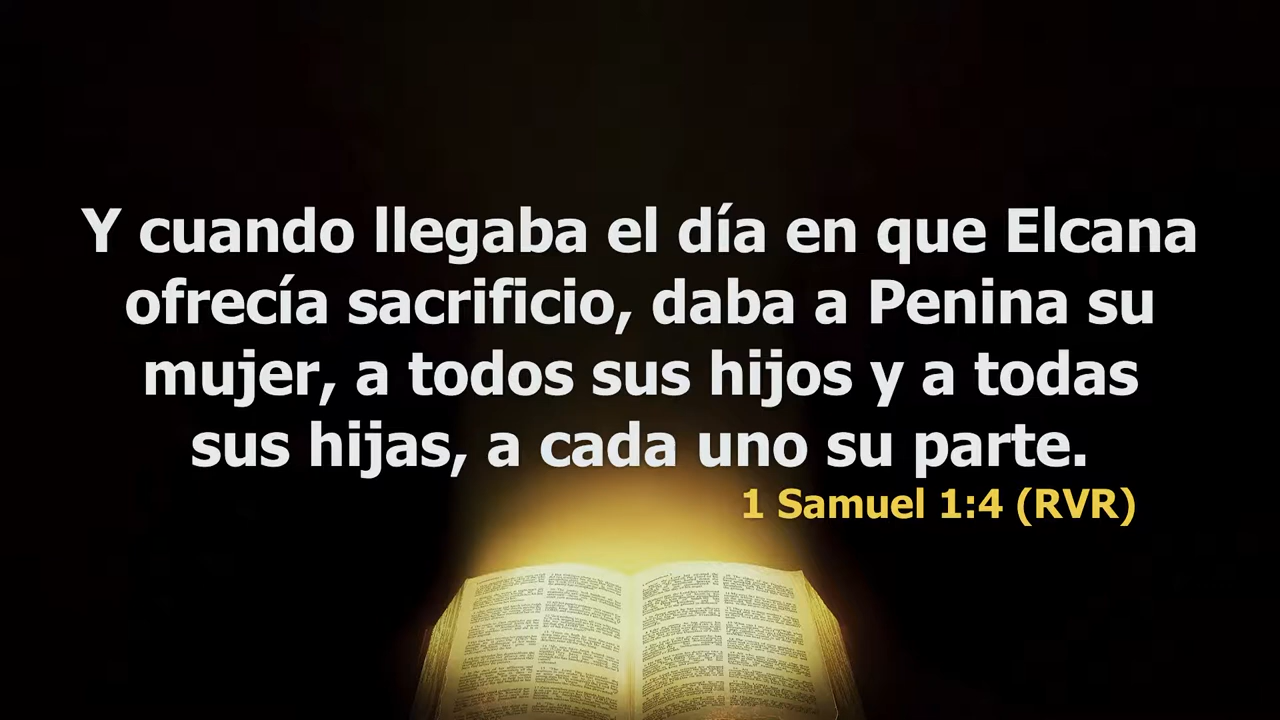 Y cuando llegaba el día en que Elcana
ofrecía sacrificio, daba a Penina su
mujer, a todos sus hijos y a todas
sus hijas, a cada uno su parte.
1 Samuel 1:4 (RVR)